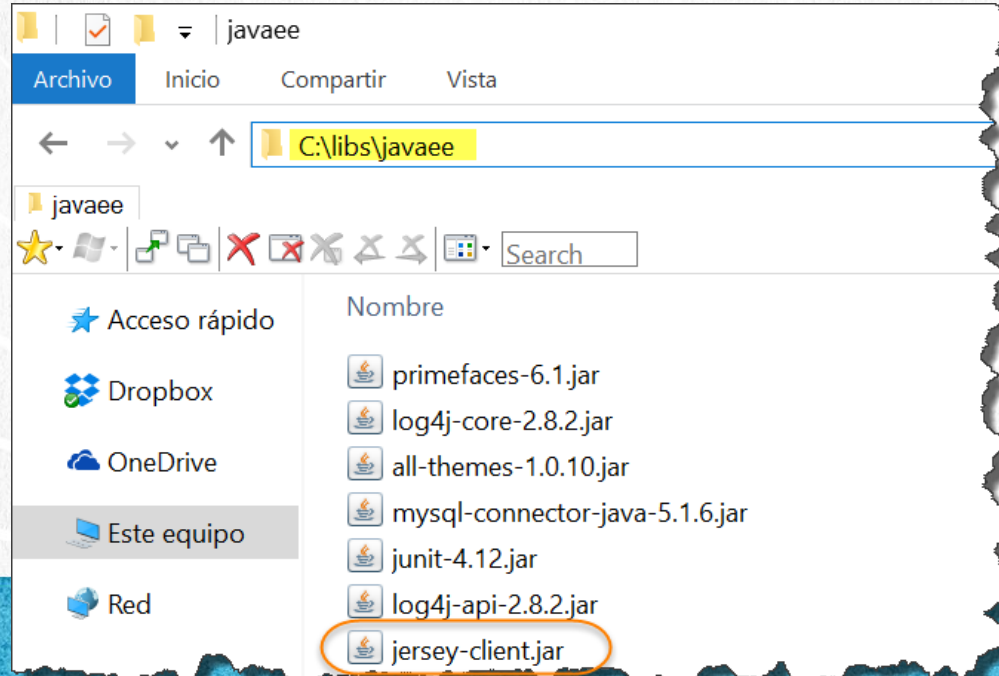 javaee
Archivo Inicio Compartir Vista
C:\libs\javaee
javaee
Search
Acceso rápido
Dropbox
OneDrive
Este equipo
Red
Nombre
primefaces-6.1.jar
log4j-core-2.8.2.jar
all-themes-1.0.10.jar
mysql-connector-java-5.1.6.jar
junit-4.12.jar
log4j-api-2.8.2.jar
jersey-client.jar